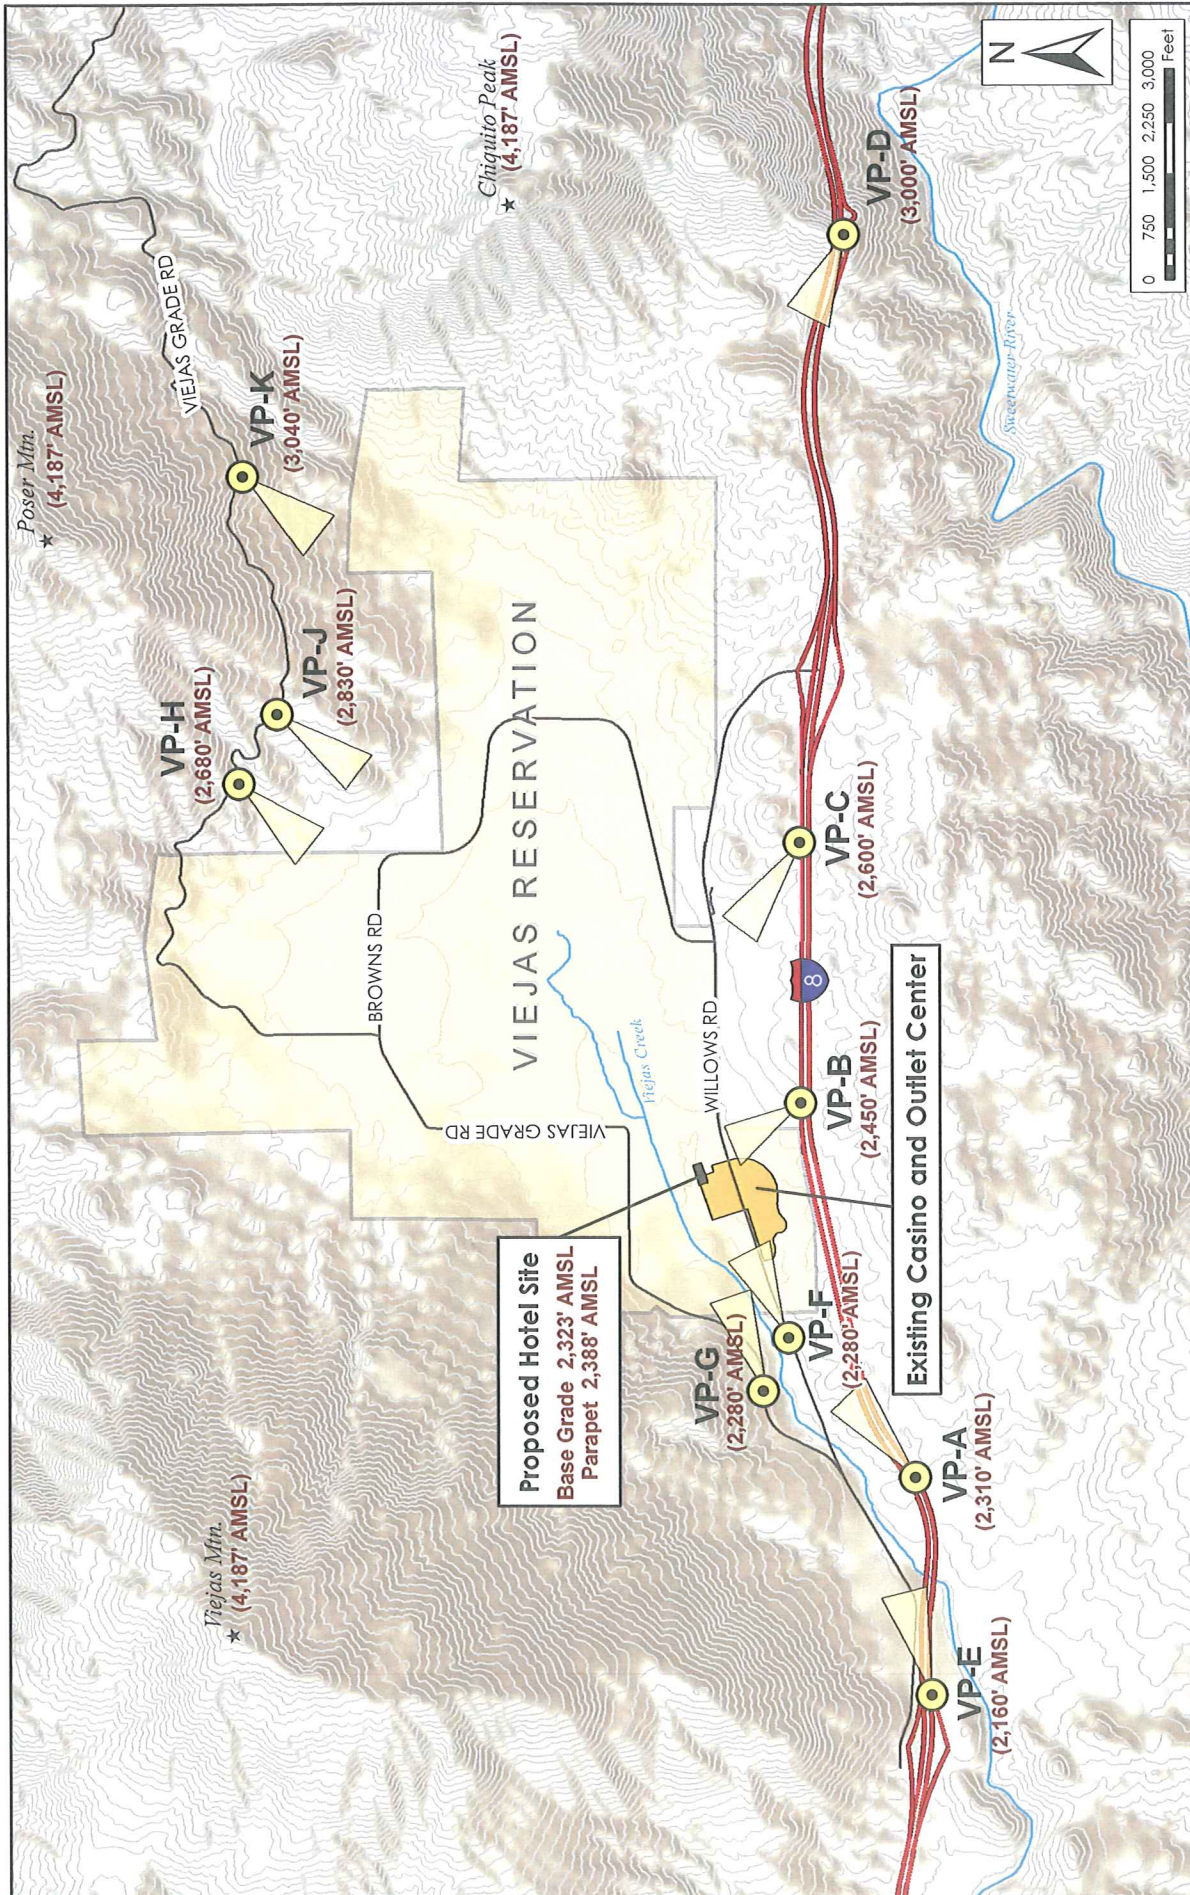 Poser Mtn.
(4,187' AMSL)
VIEJAS GRADE RD
VP-K
(3,040' AMSL)
VP-H
(2,680' AMSL)
VP-J
(2,830' AMSL)
Viejas Mtn.
(4,187' AMSL)
Chiquito Peak
(4,187' AMSL)
BROWNS RD
VIEJAS GRADE RD
VIEJAS RESERVATION
Proposed Hotel Site
Base Grade 2,323' AMSL
Parapet 2,388' AMSL
Viejas Creek
WILLOWS RD
VP-G
(2,280' AMSL)
VP-F
(2,280' AMSL)
VP-B
(2,450' AMSL)
8
VP-C
(2,600' AMSL)
VP-D
(3,000' AMSL)
VP-A
(2,310' AMSL)
VP-E
(2,160' AMSL)
Existing Casino and Outlet Center
Sweetwater River
N
0 750 1,500 2,250 3,000
Feet